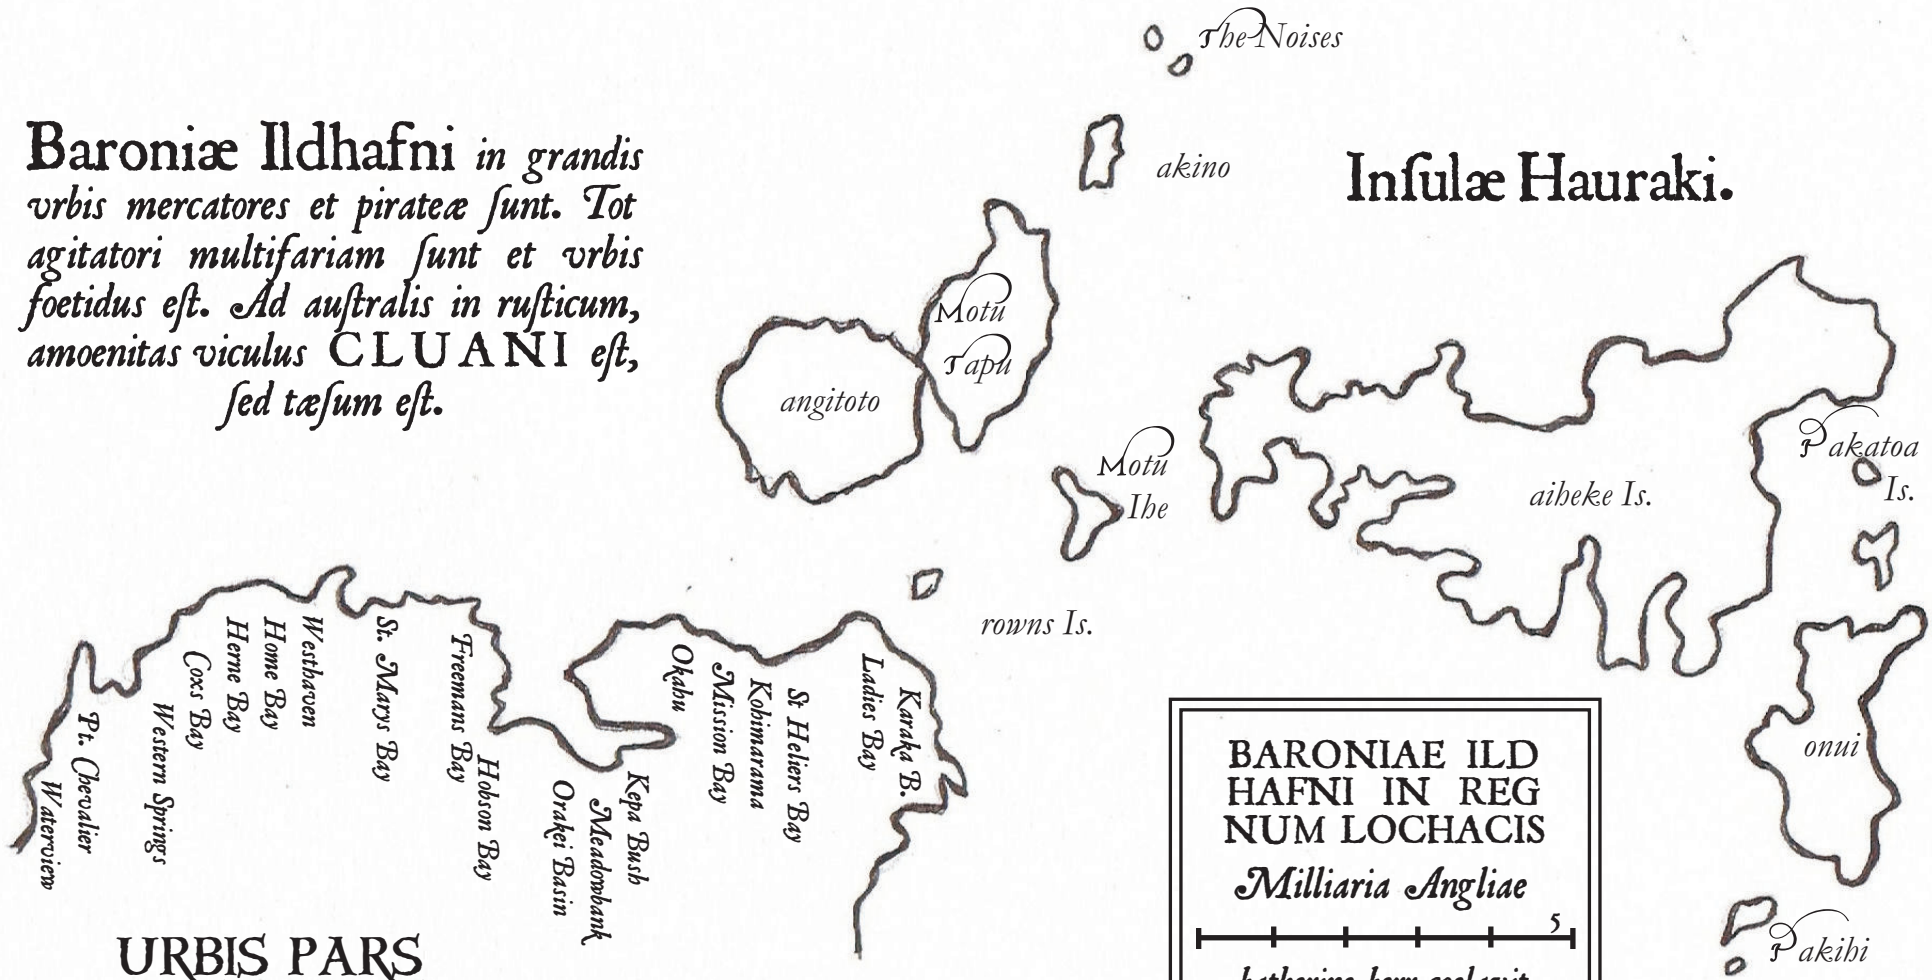 The Noises
Baroniæ Ildhafni in grandis
vrbis mercatores et pirateæ ſunt. Tot
agitatori multifariam ſunt et vrbis
foetidus eſt. Ad auſtralis in ruſticum,
amoenitas viculus CLUANI eſt,
ſed tæſum eſt.
akino
Inſulæ Hauraki.
Motu
Tapu
angitoto
Motu
Ihe
aiheke Is.
Pakatoa
Is.
rowns Is.
onui
Pakihi
Waterview
Pt. Chevalier
Western Springs
Coxs Bay
Herne Bay
Home Bay
Westhaven
St. Marys Bay
Freemans Bay
Hobson Bay
Orakei Basin
Meadowbank
Kepa Bush
Okahu
Mission Bay
Kohimarama
St Heliers Bay
Ladies Bay
Karaka B.
URBIS PARS
BARONIAE ILD
HAFNI IN REG
NUM LOCHACIS
Milliaria Angliae
5